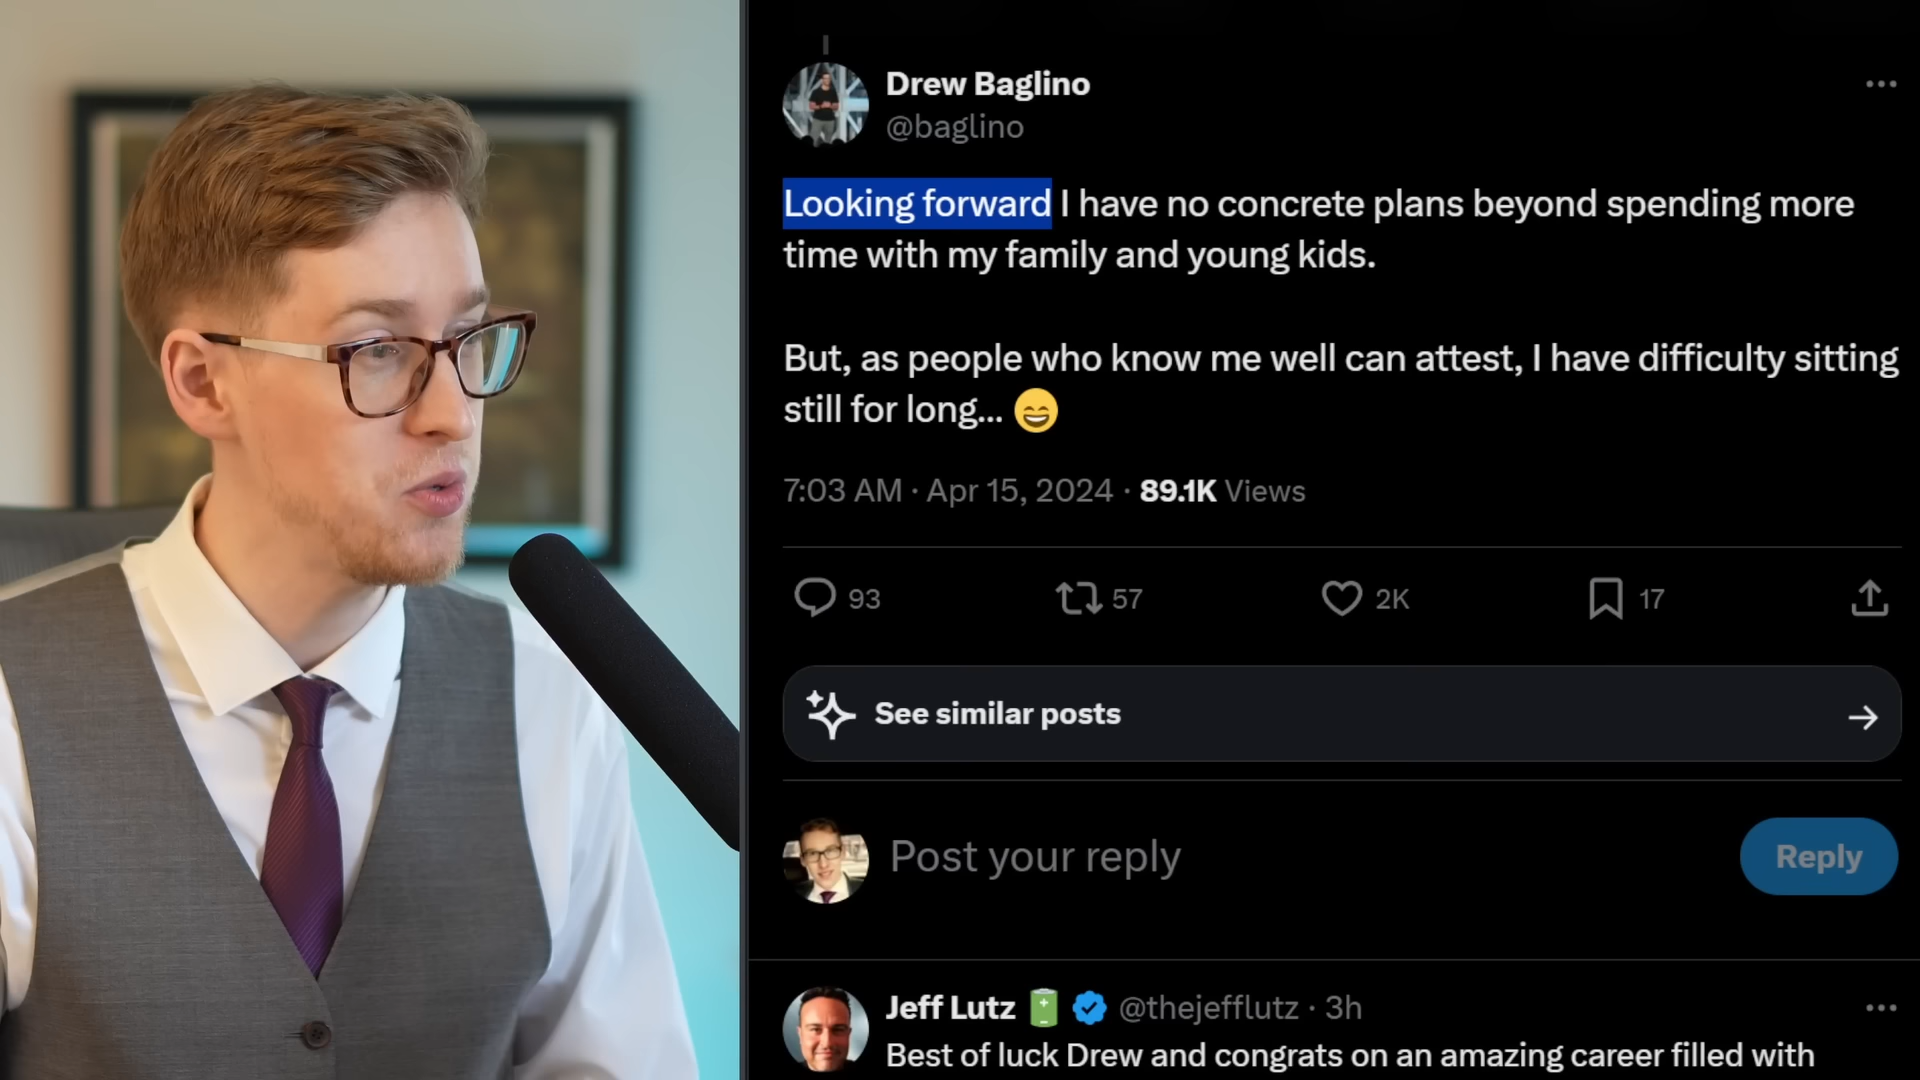 Drew Baglino
@baglino
Looking forward I have no concrete plans beyond spending more
time with my family and young kids.
But, as people who know me well can attest, I have difficulty sitting
still for long... 😄
7:03 AM · Apr 15, 2024 · 89.1K Views
93 57 2K 17
See similar posts
Post your reply
Reply
Jeff Lutz 🔋 @thejefflutz · 3h
Best of luck Drew and congrats on an amazing career filled with